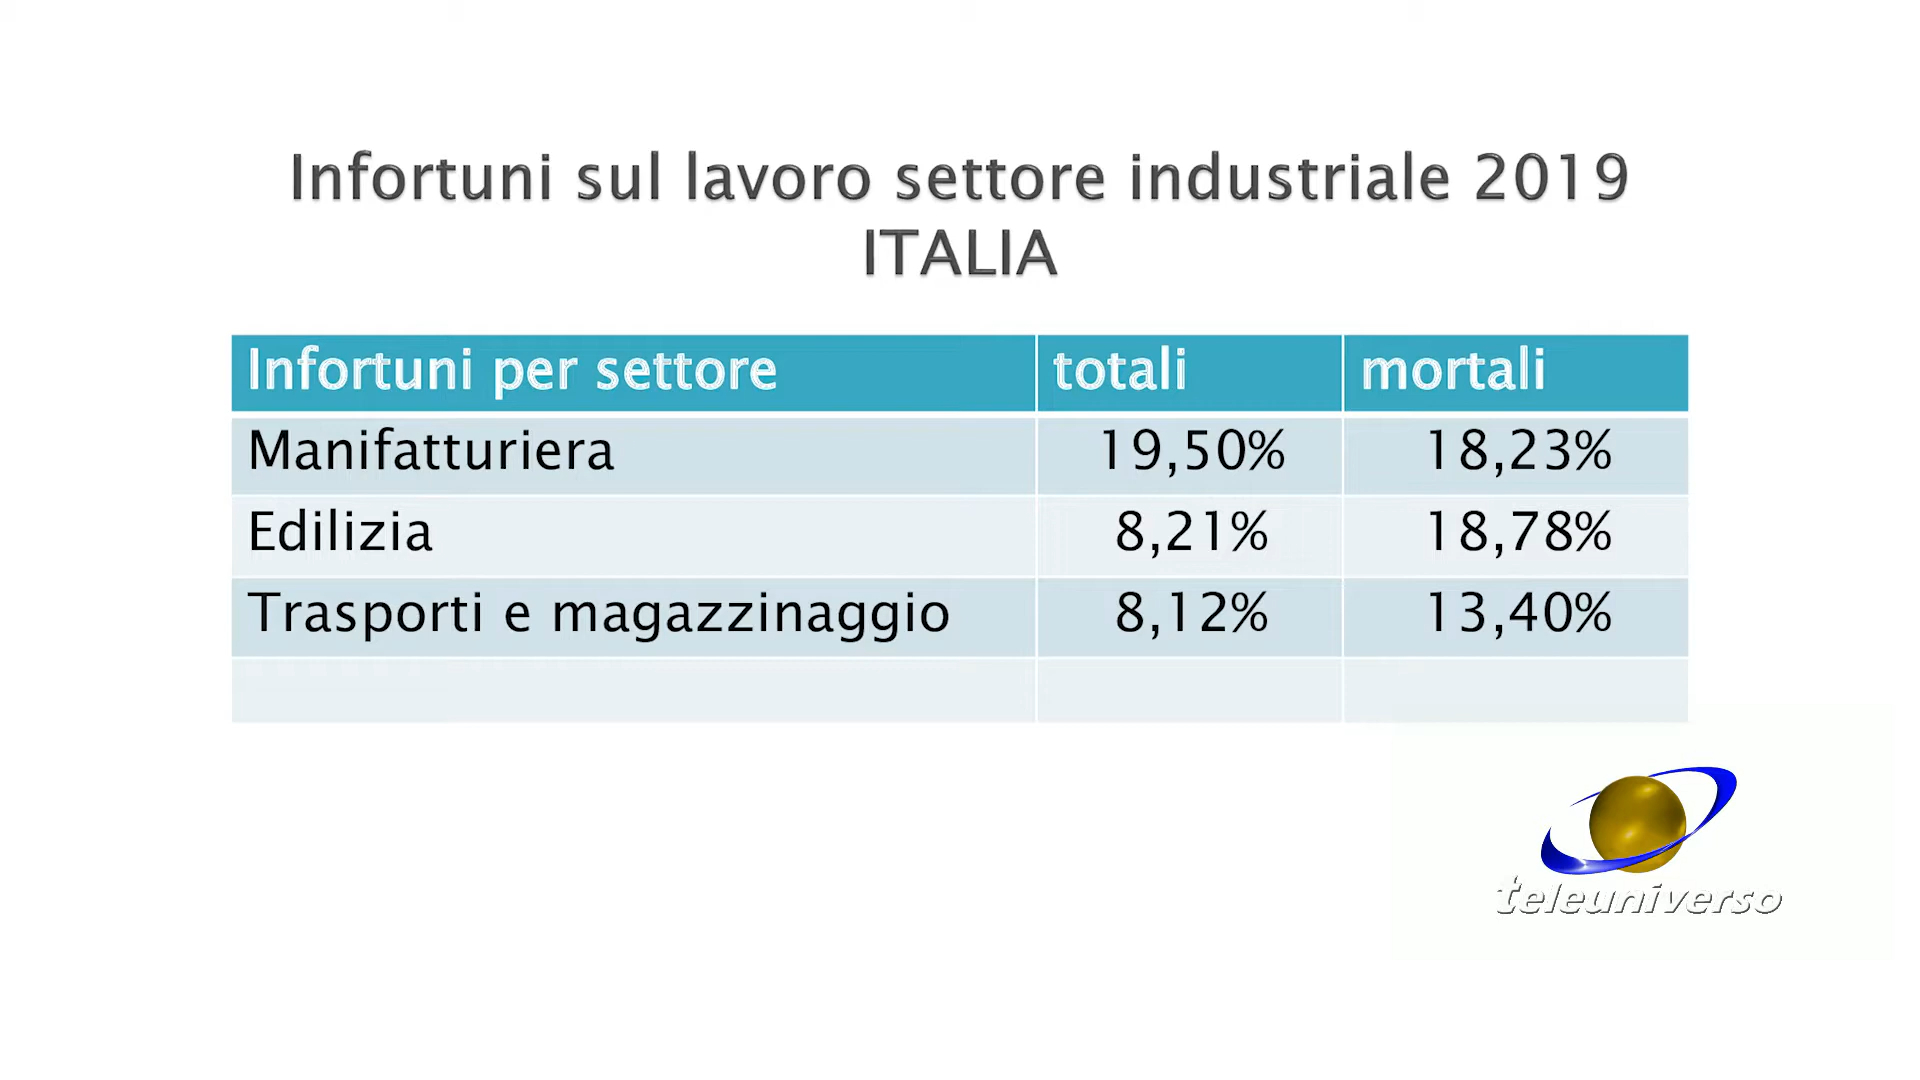 Infortuni sul lavoro settore industriale 2019
ITALIA
Infortuni per settore totali mortali
Manifatturiera 19,50% 18,23%
Edilizia 8,21% 18,78%
Trasporti e magazzinaggio 8,12% 13,40%
teleuniverso